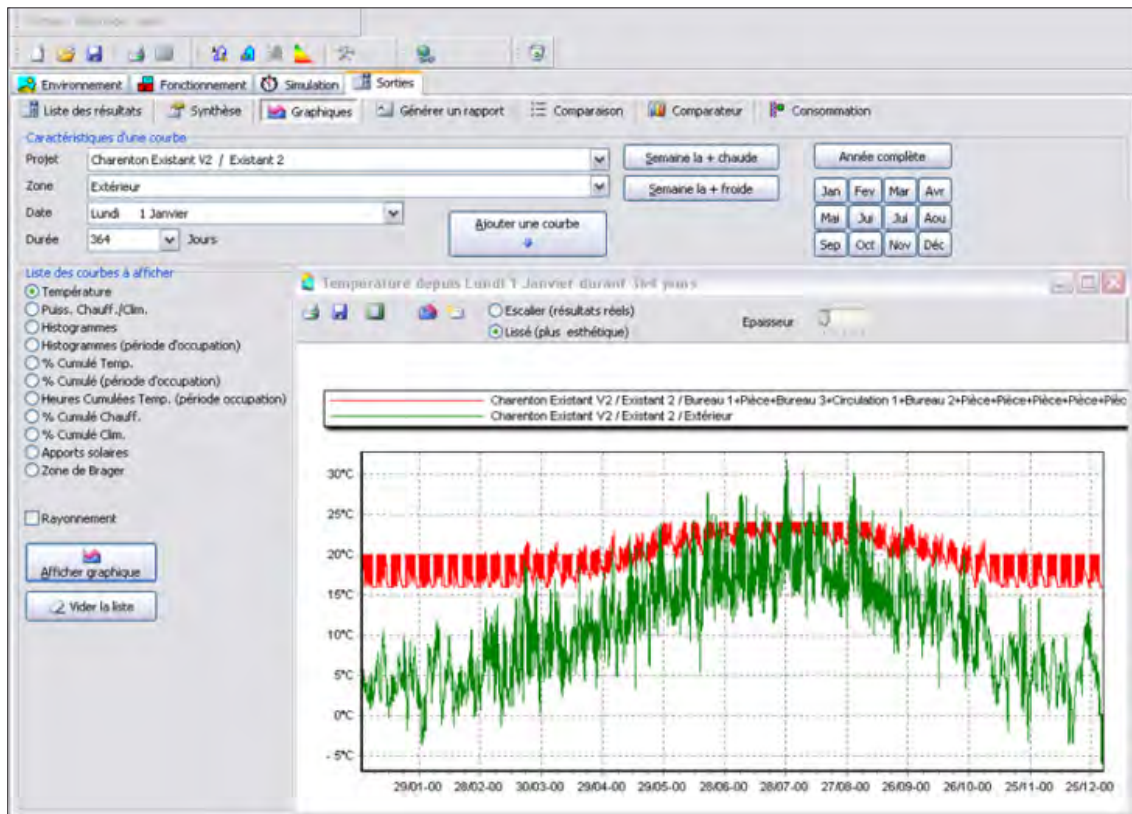 Environnement Fonctionnement Simulation Sorties
Liste des résultats Synthèse Graphiques Générer un rapport Comparaison Comparateur Consommation
Caractéristiques d'une courbe
Projet Charenton Existant V2 / Existant 2 Semaine la + chaude Année complète
Zone Extérieur Semaine la + froide Jan Fev Mar Avr
Date Lundi 1 Janvier Ajouter une courbe Mai Jui Jul Aou
Durée 364 Jours Sep Oct Nov Déc
Liste des courbes à afficher
Température
Puiss. Chauff./Clim.
Histogrammes
Histogrammes (période d'occupation)
% Cumulé Temp.
% Cumulé (période d'occupation)
Heures Cumulées Temp. (période occupation)
% Cumulé Chauff.
% Cumulé Clim.
Apports solaires
Zone de Brager
Rayonnement
Afficher graphique
Vider la liste
Température depuis Lundi 1 Janvier durant 364 jours
Escalier (résultats réels)
Lissé (plus esthétique)
Epaisseur
Charenton Existant V2 / Existant 2 / Bureau 1+Pièce+Bureau 3+Circulation 1+Bureau 2+Pièce+Pièce+Pièce+Pièce+Pièc
Charenton Existant V2 / Existant 2 / Extérieur
30°C
25°C
20°C
15°C
10°C
5°C
0°C
-5°C
29/01-00 28/02-00 30/03-00 29/04-00 29/05-00 28/06-00 28/07-00 27/08-00 26/09-00 26/10-00 25/11-00 25/12-00